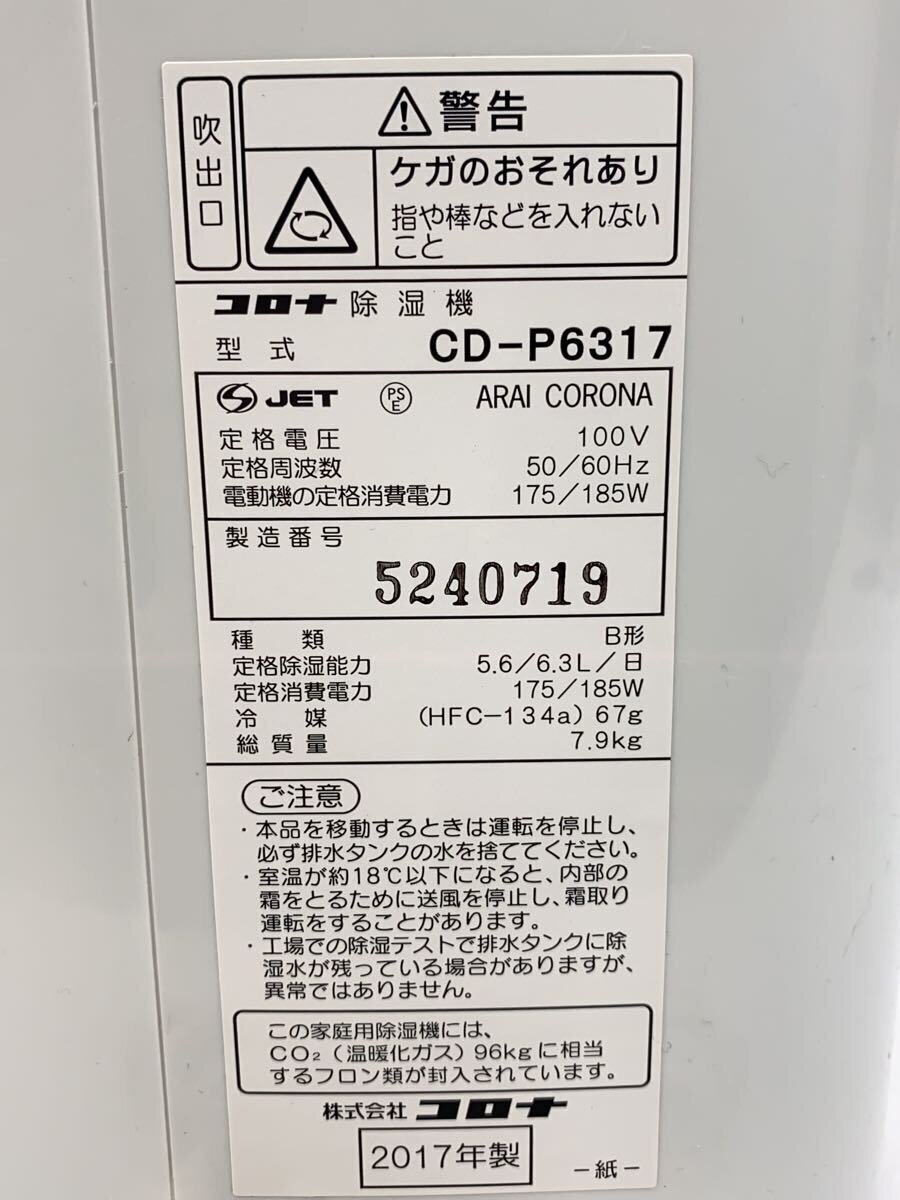 吹出口
警告
ケガのおそれあり
指や棒などを入れない
こと
コロナ 除湿機
型式 CD-P6317
JET PSE ARAI CORONA
定格電圧 100V
定格周波数 50/60Hz
電動機の定格消費電力 175/185W
製造番号
5240719
種類 B形
定格除湿能力 5.6/6.3L/日
定格消費電力 175/185W
冷媒 (HFC-134a) 67g
総質量 7.9kg
ご注意
・本品を移動するときは運転を停止し、
必ず排水タンクの水を捨ててください。
・室温が約18℃以下になると、内部の
霜をとるために送風を停止し、霜取り
運転をすることがあります。
・工場での除湿テストで排水タンクに除
湿水が残っている場合がありますが、
異常ではありません。
この家庭用除湿機には、
CO₂（温暖化ガス）96kgに相当
するフロン類が封入されています。
株式会社 コロナ
2017年製
-紙-